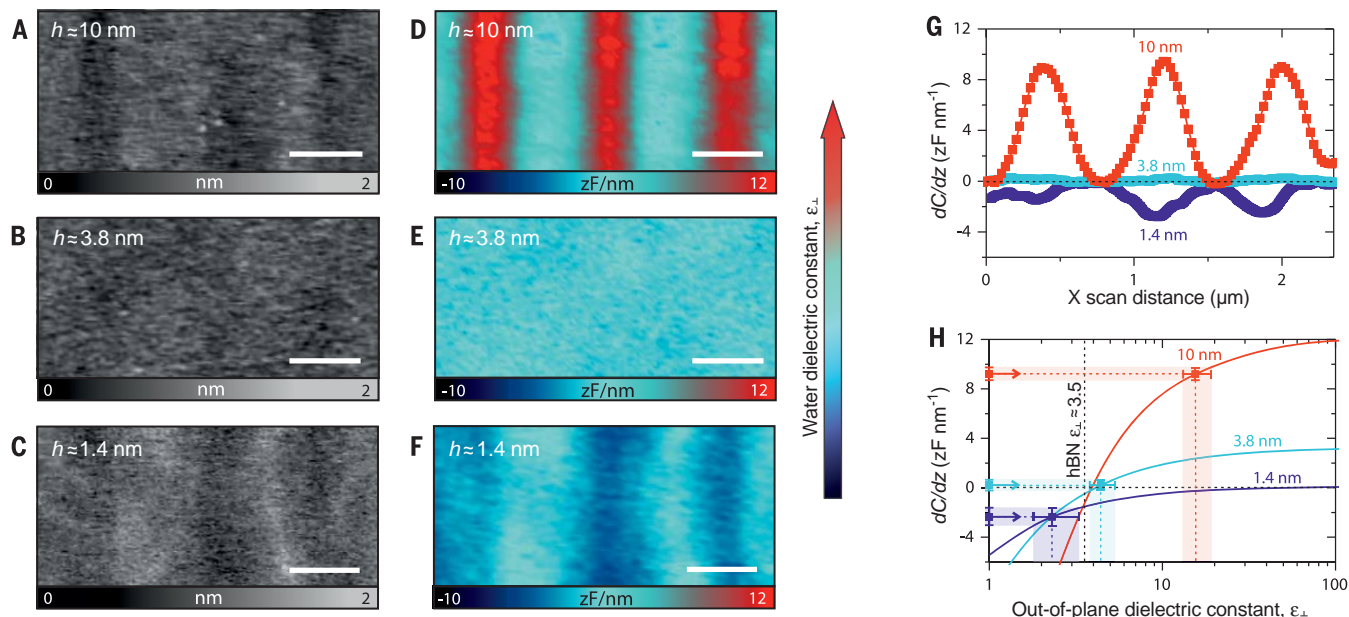 A
h≈10 nm
0 nm 2
B
h≈3.8 nm
0 nm 2
C
h≈1.4 nm
0 nm 2
D
h≈10 nm
-10 zF/nm 12
E
h≈3.8 nm
-10 zF/nm 12
F
h≈1.4 nm
-10 zF/nm 12
Water dielectric constant, ε⊥
G
dC/dz (zF nm⁻¹)
12
8
4
0
-4
10 nm
3.8 nm
1.4 nm
0 1 2
X scan distance (µm)
H
dC/dz (zF nm⁻¹)
12
8
4
0
-4
hBN ε⊥ ≈ 3.5
10 nm
3.8 nm
1.4 nm
1 10 100
Out-of-plane dielectric constant, ε⊥